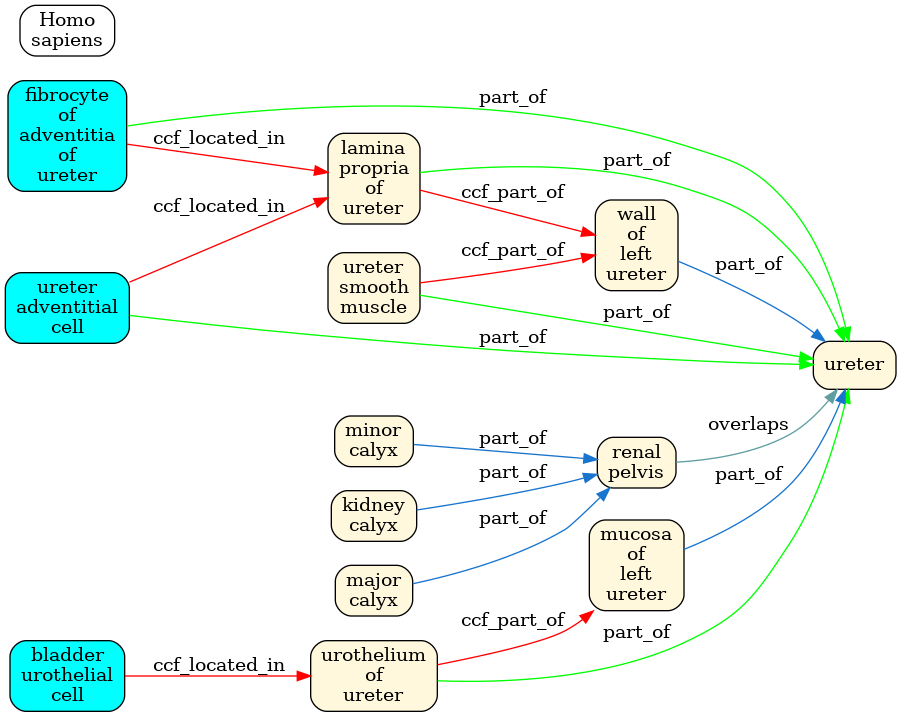 Homo
sapiens
fibrocyte
of
adventitia
of
ureter
part_of
ccf_located_in
lamina
propria
of
ureter
part_of
ccf_located_in
ccf_part_of
wall
of
left
ureter
ureter
smooth
muscle
ccf_part_of
part_of
ureter
adventitial
cell
part_of
part_of
ureter
minor
calyx
part_of
renal
pelvis
overlaps
kidney
calyx
part_of
part_of
major
calyx
part_of
mucosa
of
left
ureter
bladder
urothelial
cell
ccf_located_in
urothelium
of
ureter
ccf_part_of
part_of